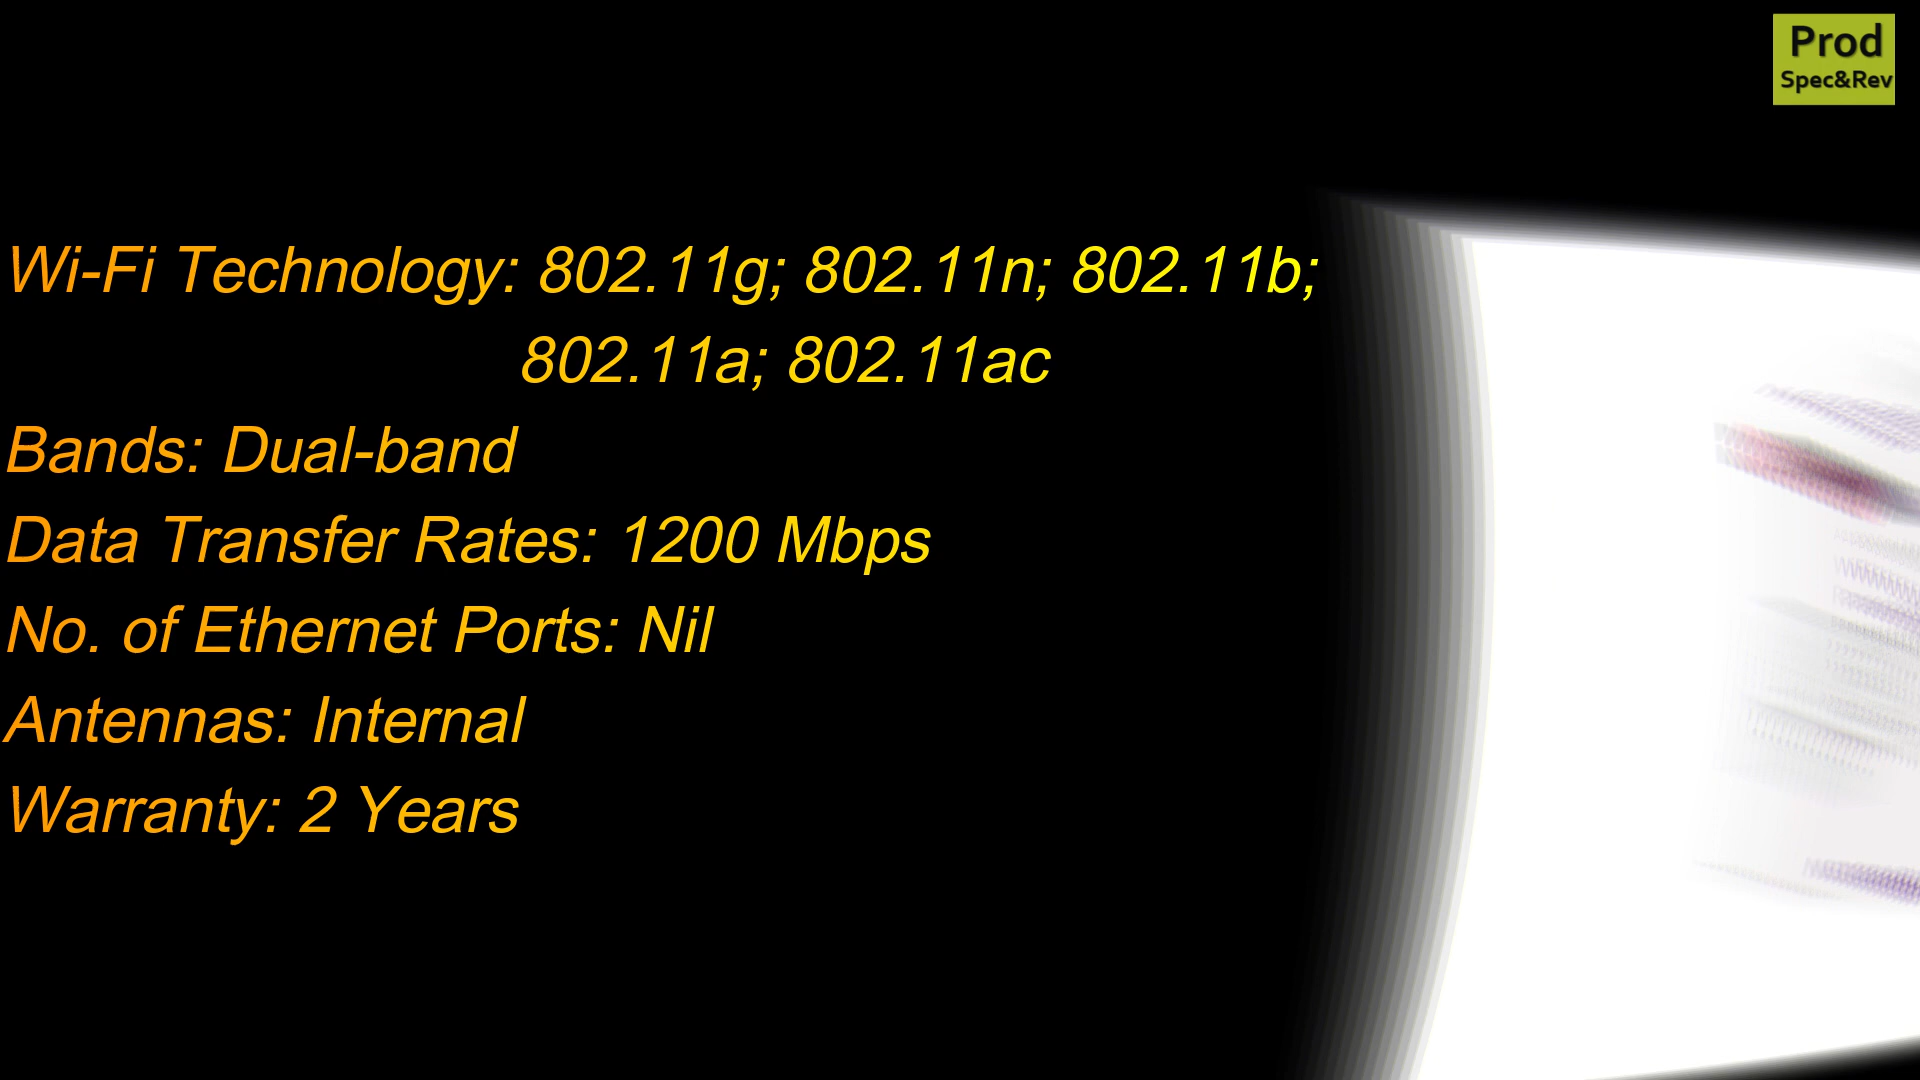 Prod
Spec&Rev
Wi-Fi Technology: 802.11g; 802.11n; 802.11b;
802.11a; 802.11ac
Bands: Dual-band
Data Transfer Rates: 1200 Mbps
No. of Ethernet Ports: Nil
Antennas: Internal
Warranty: 2 Years